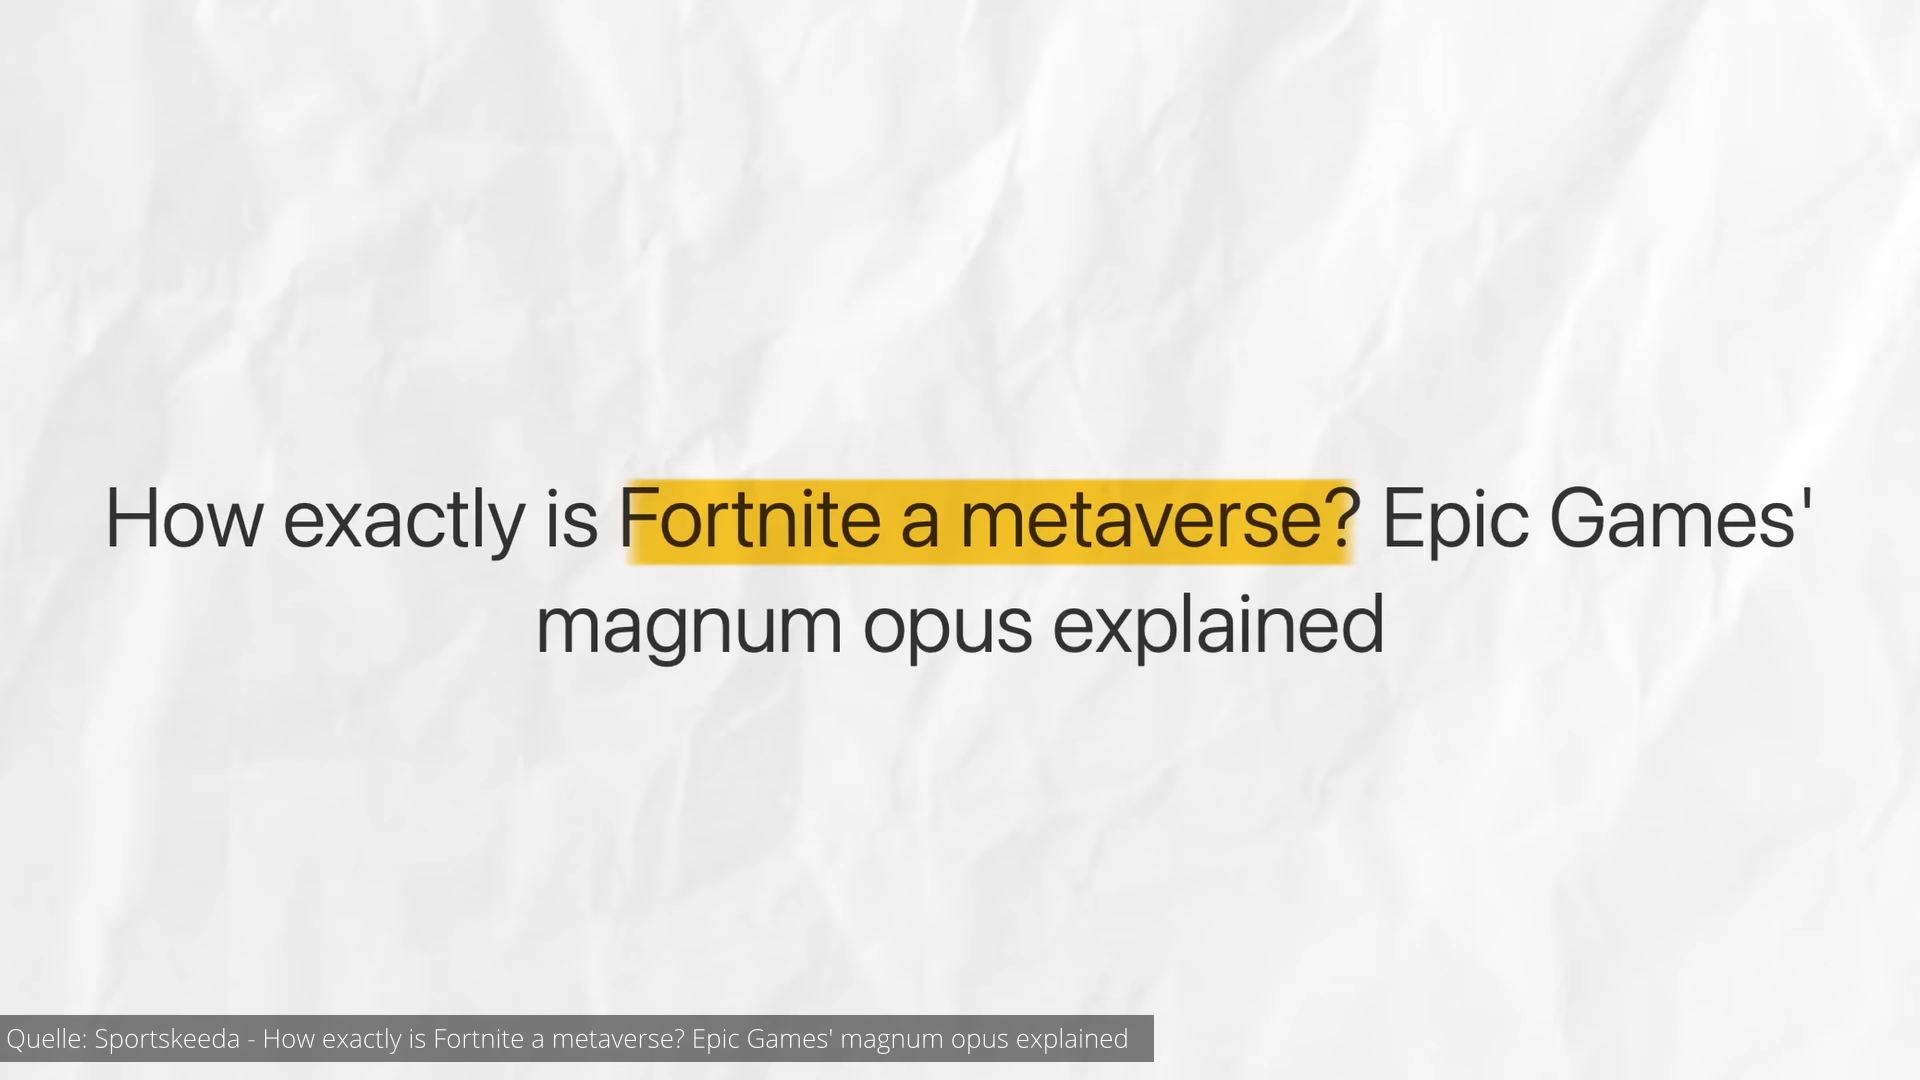 How exactly is Fortnite a metaverse? Epic Games'
magnum opus explained
Quelle: Sportskeeda - How exactly is Fortnite a metaverse? Epic Games' magnum opus explained